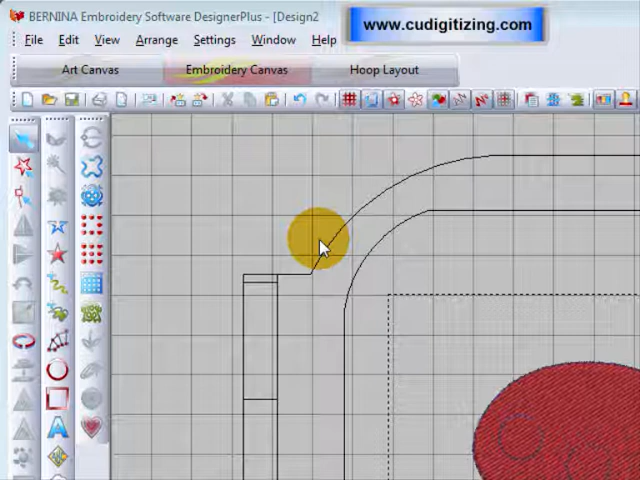 BERNINA Embroidery Software DesignerPlus - [Design2
www.cudigitizing.com
File Edit View Arrange Settings Window Help
Art Canvas Embroidery Canvas Hoop Layout